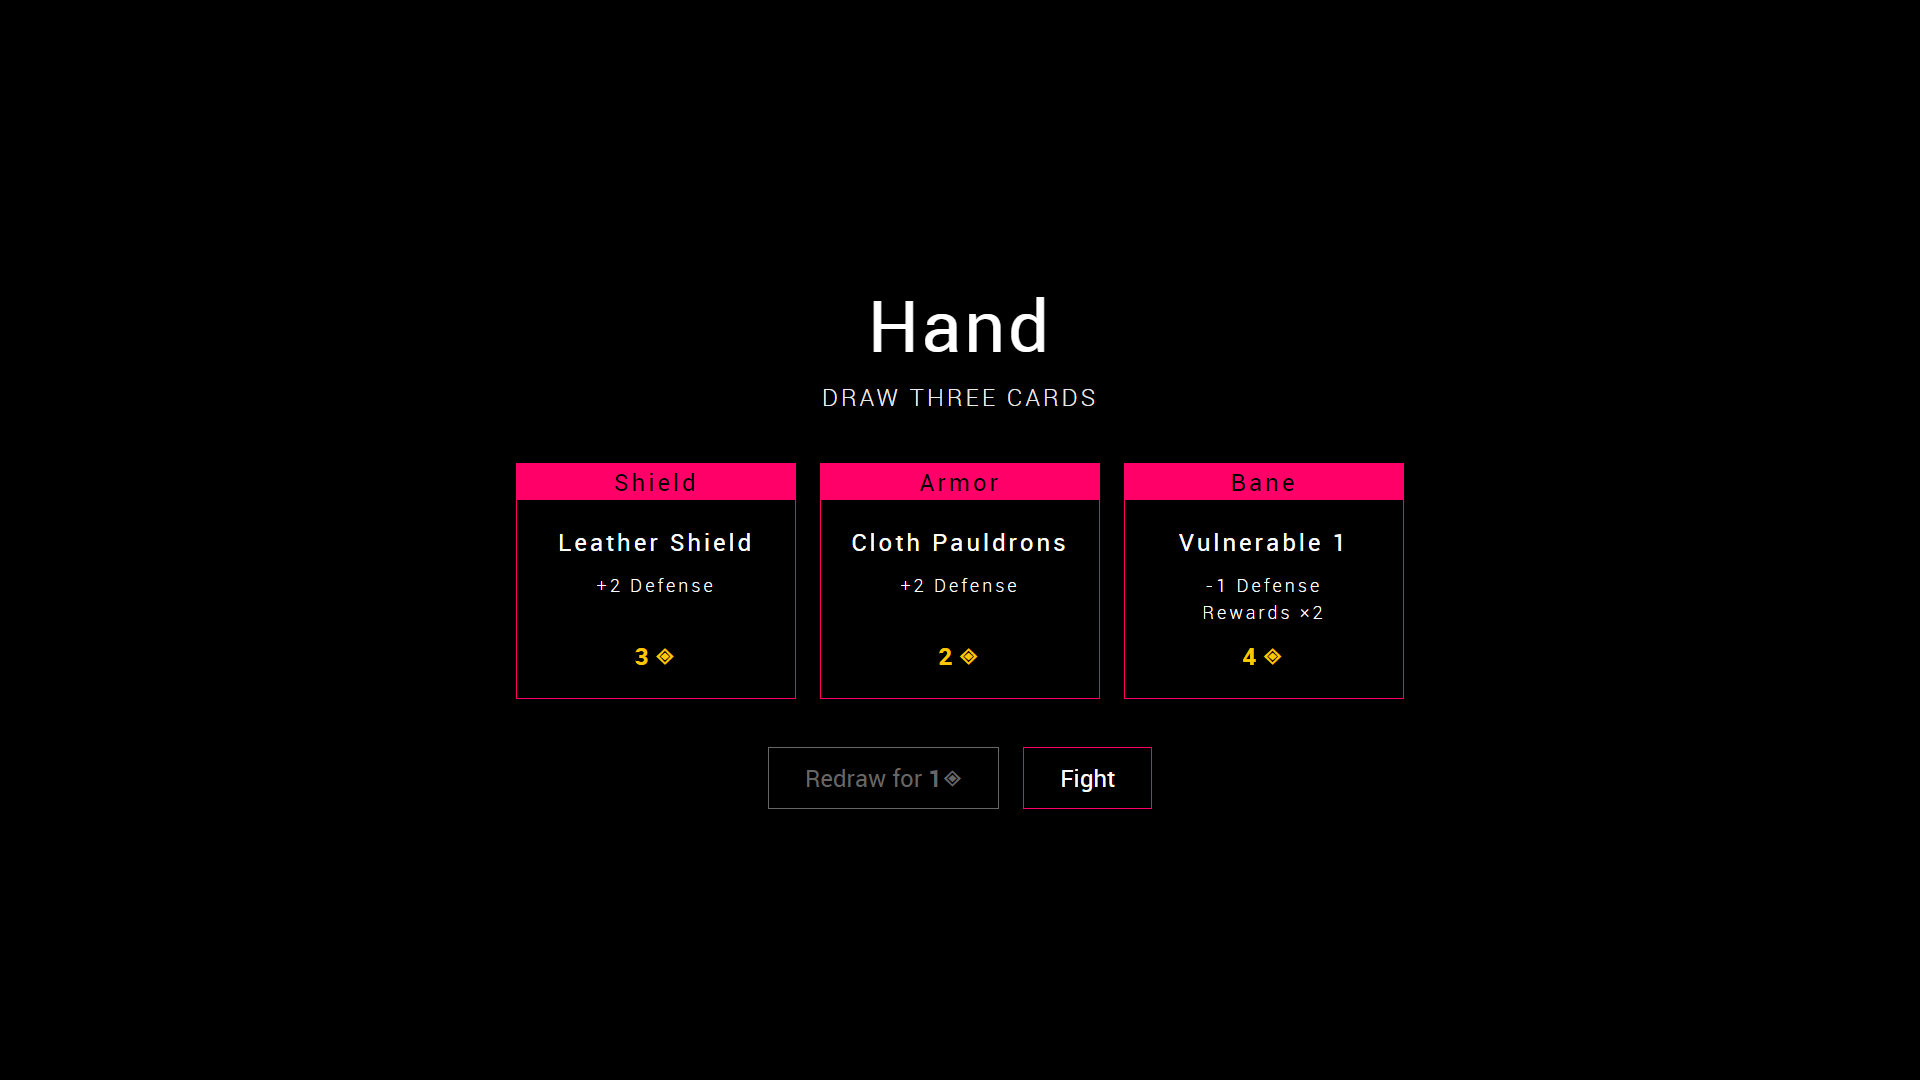 Hand
DRAW THREE CARDS
Shield
Leather Shield
+2 Defense
3
Armor
Cloth Pauldrons
+2 Defense
2
Bane
Vulnerable 1
-1 Defense
Rewards ×2
4
Redraw for 1
Fight